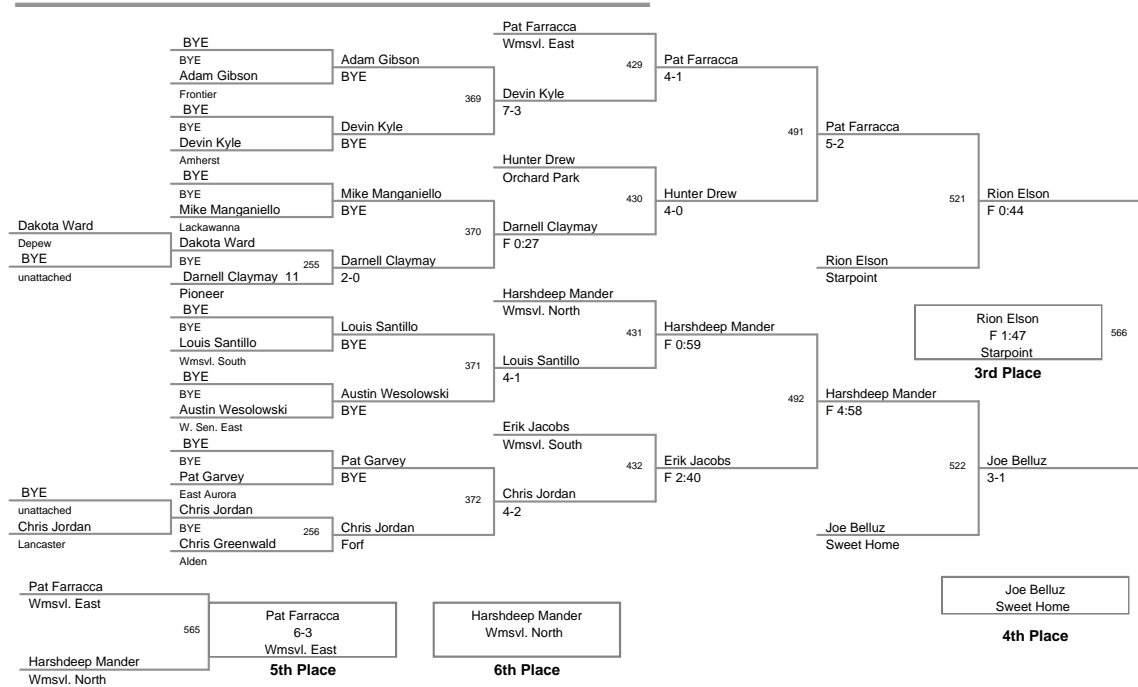 Pat Farracca
Wmsvl. East
BYE
BYE
Adam Gibson
Frontier
Adam Gibson
BYE
429
Pat Farracca
4-1
369
Devin Kyle
7-3
BYE
BYE
Devin Kyle
Amherst
Devin Kyle
BYE
491
Pat Farracca
5-2
BYE
BYE
Mike Manganiello
Lackawanna
Mike Manganiello
BYE
Hunter Drew
Orchard Park
430
Hunter Drew
4-0
521
Rion Elson
F 0:44
Dakota Ward
Depew
BYE
unattached
370
Darnell Claymay
F 0:27
Dakota Ward
BYE
255
Darnell Claymay 11
Pioneer
Darnell Claymay
2-0
Rion Elson
Starpoint
BYE
BYE
Louis Santillo
Wmsvl. South
Louis Santillo
BYE
Harshdeep Mander
Wmsvl. North
431
Harshdeep Mander
F 0:59
Rion Elson
F 1:47
Starpoint
566
3rd Place
371
Louis Santillo
4-1
BYE
BYE
Austin Wesolowski
W. Sen. East
Austin Wesolowski
BYE
492
Harshdeep Mander
F 4:58
BYE
BYE
Pat Garvey
East Aurora
Pat Garvey
BYE
Erik Jacobs
Wmsvl. South
432
Erik Jacobs
F 2:40
522
Joe Belluz
3-1
BYE
unattached
Chris Jordan
Lancaster
372
Chris Jordan
4-2
Chris Jordan
BYE
256
Chris Greenwald
Alden
Chris Jordan
Forf
Joe Belluz
Sweet Home
Pat Farracca
Wmsvl. East
565
Harshdeep Mander
Wmsvl. North
Pat Farracca
6-3
Wmsvl. East
5th Place
Harshdeep Mander
Wmsvl. North
6th Place
Joe Belluz
Sweet Home
4th Place